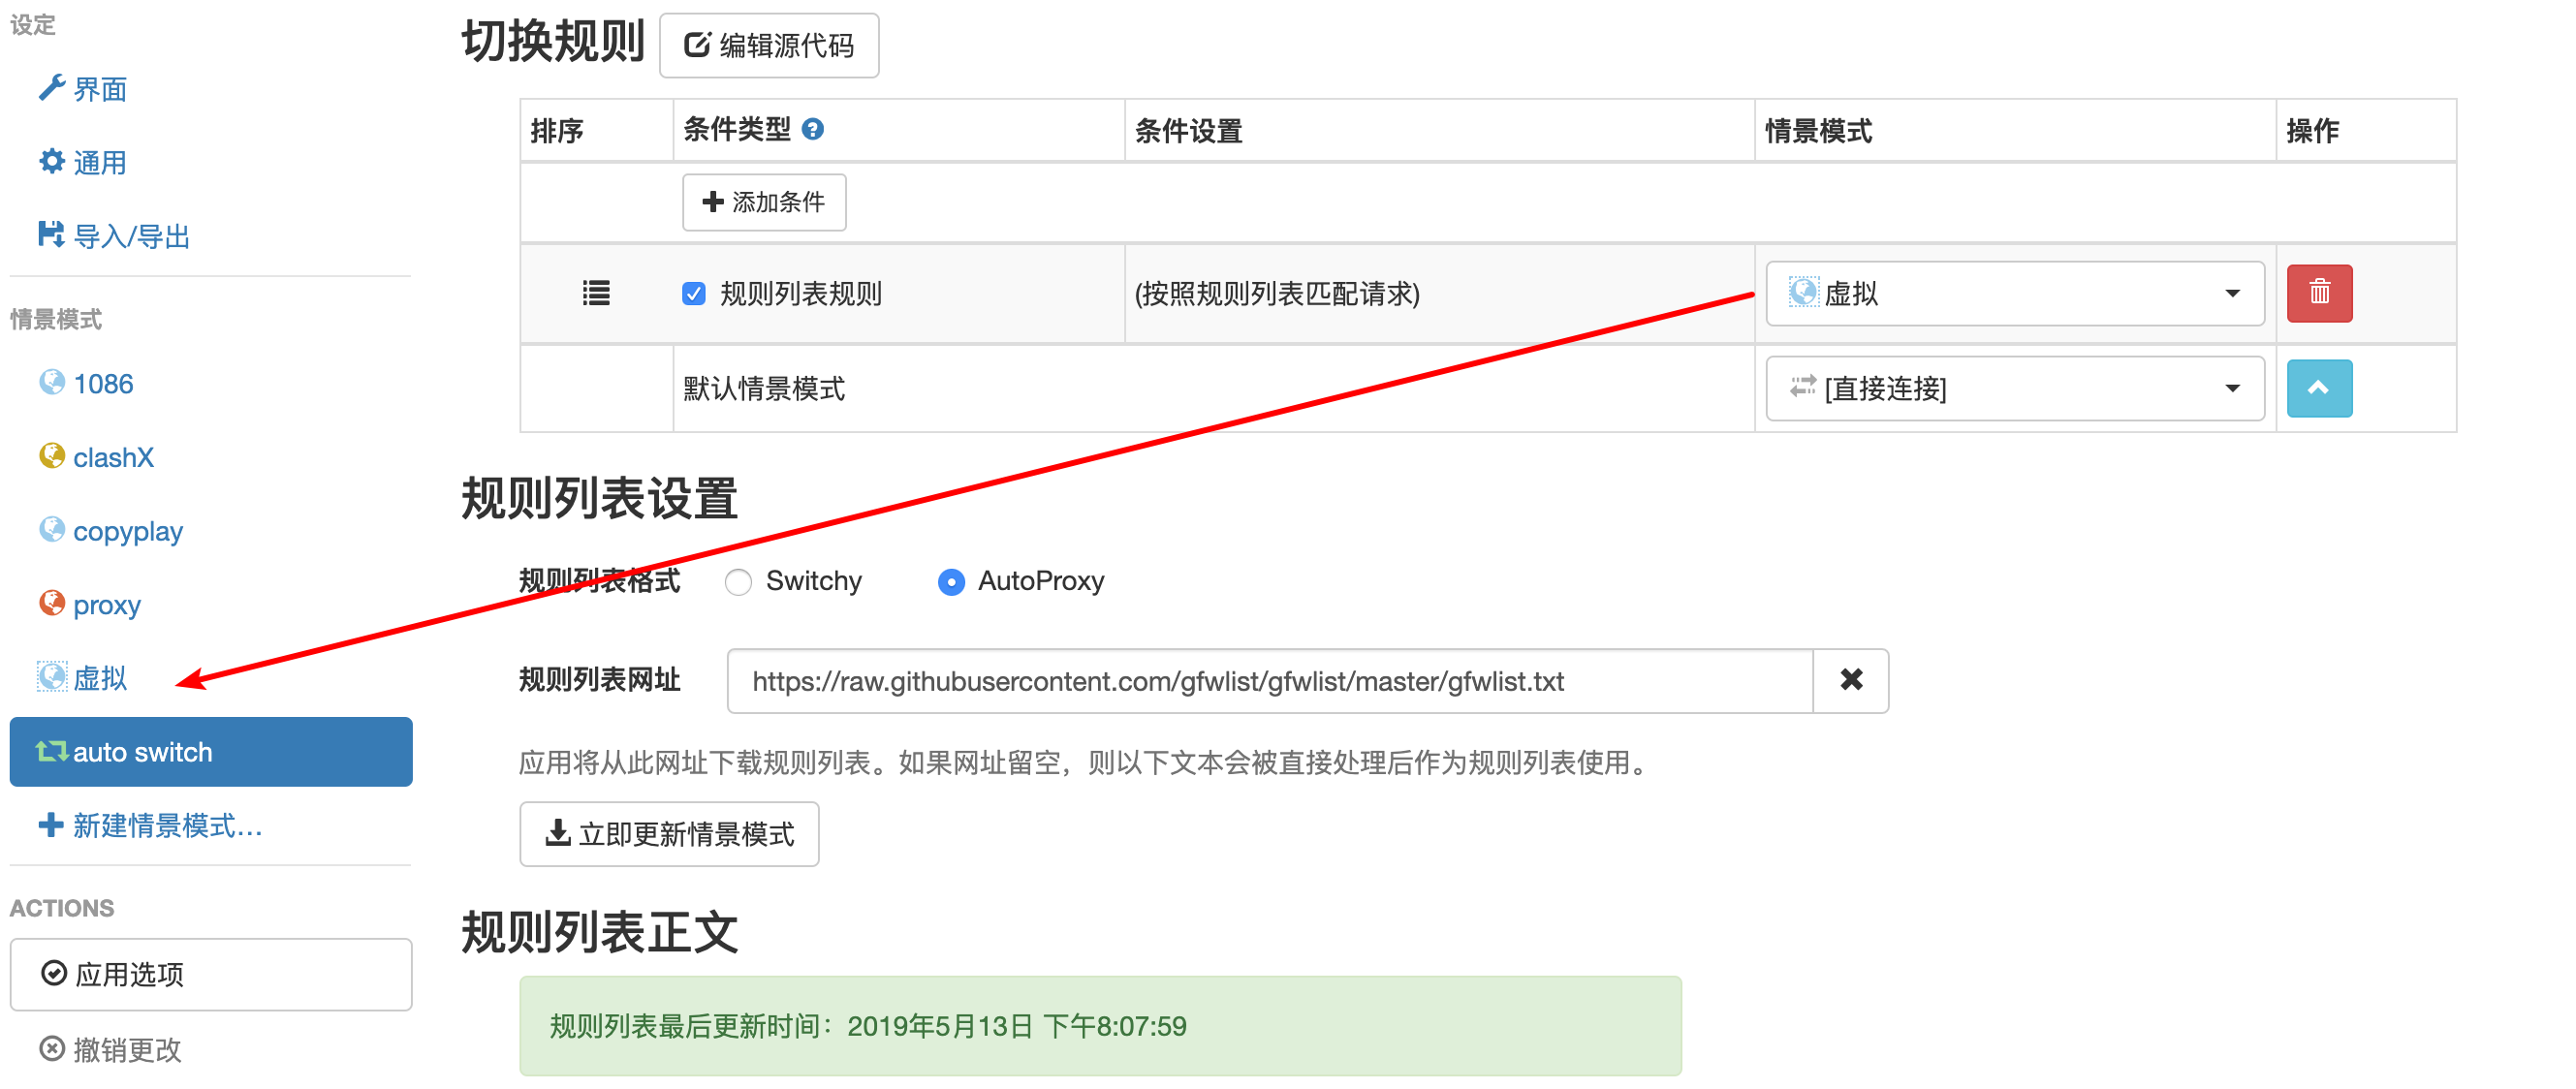 设定
界面
通用
导入/导出
情景模式
1086
clashX
copyplay
proxy
虚拟
auto switch
新建情景模式...
ACTIONS
应用选项
撤销更改
切换规则 编辑源代码
排序 条件类型 条件设置 情景模式 操作
添加条件
规则列表规则 (按照规则列表匹配请求) 虚拟
默认情景模式 [直接连接]
规则列表设置
规则列表格式 Switchy AutoProxy
规则列表网址 https://raw.githubusercontent.com/gfwlist/gfwlist/master/gfwlist.txt
应用将从此网址下载规则列表。如果网址留空，则以下文本会被直接处理后作为规则列表使用。
立即更新情景模式
规则列表正文
规则列表最后更新时间：2019年5月13日 下午8:07:59